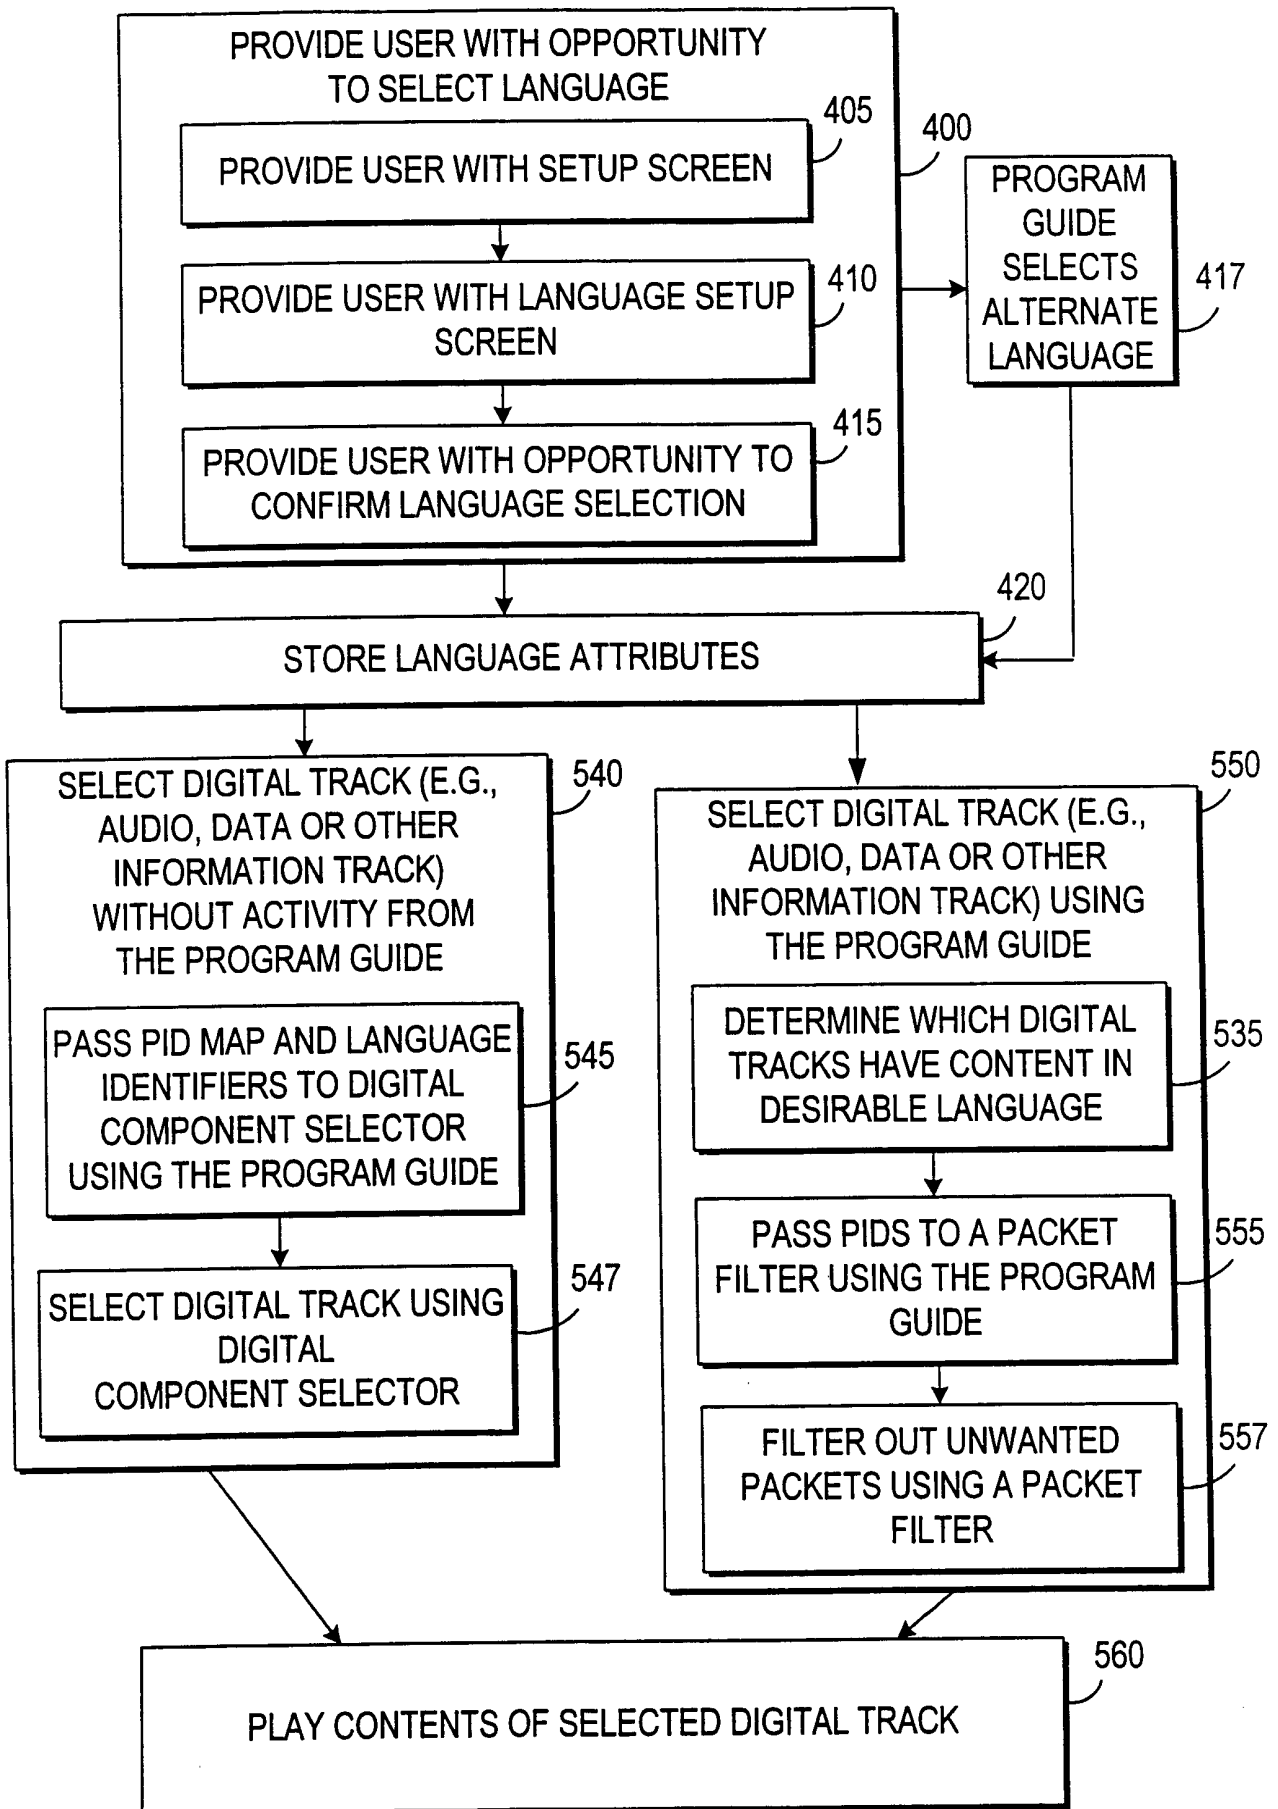 PROVIDE USER WITH OPPORTUNITY
TO SELECT LANGUAGE
405
400
PROVIDE USER WITH SETUP SCREEN
410
PROVIDE USER WITH LANGUAGE SETUP
SCREEN
415
PROVIDE USER WITH OPPORTUNITY TO
CONFIRM LANGUAGE SELECTION
PROGRAM
GUIDE
SELECTS
ALTERNATE
LANGUAGE
417
420
STORE LANGUAGE ATTRIBUTES
540
SELECT DIGITAL TRACK (E.G.,
AUDIO, DATA OR OTHER
INFORMATION TRACK)
WITHOUT ACTIVITY FROM
THE PROGRAM GUIDE
545
PASS PID MAP AND LANGUAGE
IDENTIFIERS TO DIGITAL
COMPONENT SELECTOR
USING THE PROGRAM GUIDE
547
SELECT DIGITAL TRACK USING
DIGITAL
COMPONENT SELECTOR
550
SELECT DIGITAL TRACK (E.G.,
AUDIO, DATA OR OTHER
INFORMATION TRACK) USING
THE PROGRAM GUIDE
535
DETERMINE WHICH DIGITAL
TRACKS HAVE CONTENT IN
DESIRABLE LANGUAGE
555
PASS PIDS TO A PACKET
FILTER USING THE PROGRAM
GUIDE
557
FILTER OUT UNWANTED
PACKETS USING A PACKET
FILTER
560
PLAY CONTENTS OF SELECTED DIGITAL TRACK